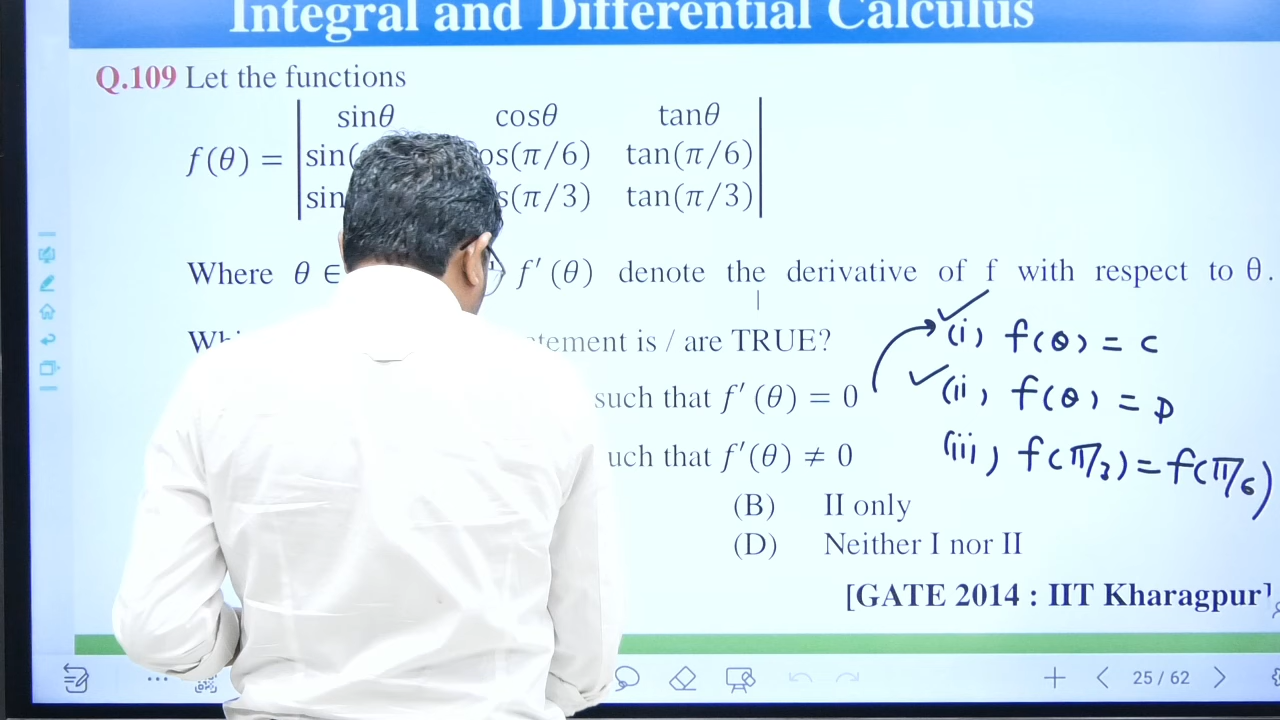 Integral and Differential Calculus
Q.109 Let the functions
sinθ cosθ tanθ
f(θ) = sin( os(π/6) tan(π/6)
sin s(π/3) tan(π/3)
Where θ ∈ f′(θ) denote the derivative of f with respect to θ.
tement is / are TRUE?
(i) f(θ) = c
such that f′(θ) = 0
(ii) f(θ) = D
uch that f′(θ) ≠ 0
(iii) f(π/3) = f(π/6)
(B) II only
(D) Neither I nor II
[GATE 2014 : IIT Kharagpur]
25 / 62